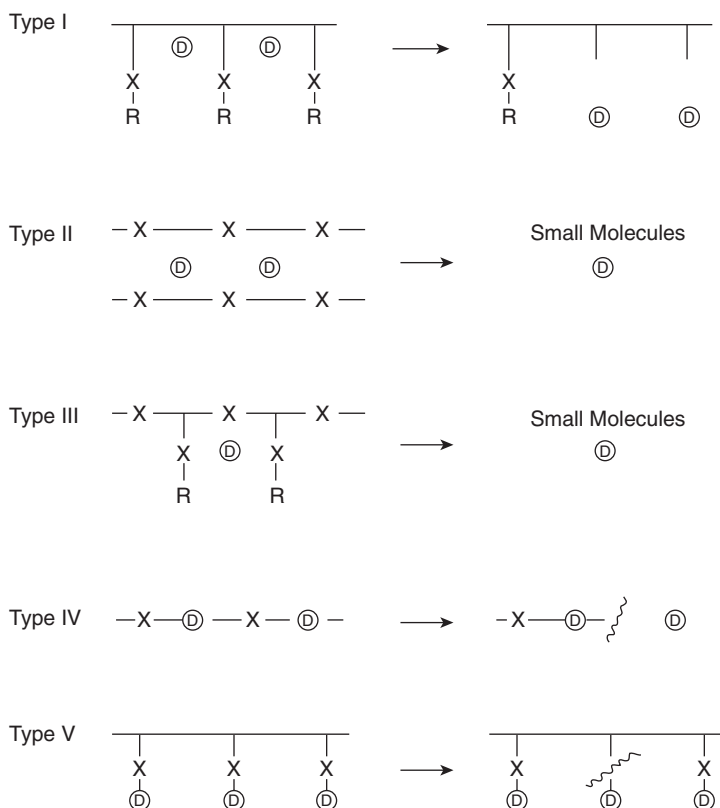 Type I
D D
X X X X
R R R R D D
Type II
X X X
D D
X X X
Small Molecules
D
Type III
X X X
X D X
R R
Small Molecules
D
Type IV
X D X D X D D
Type V
X X X X X
D D D D D D